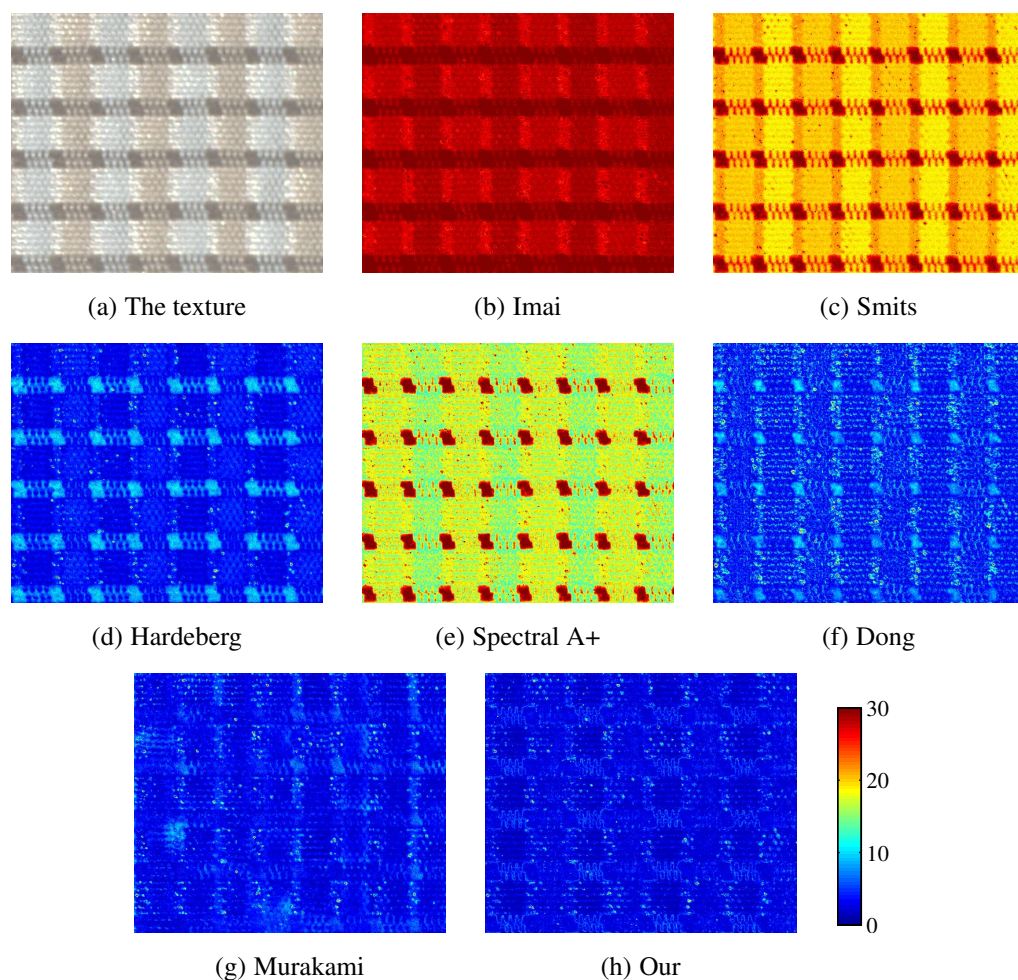 (a) The texture
(b) Imai
(c) Smits
(d) Hardeberg
(e) Spectral A+
(f) Dong
30
20
10
0
(g) Murakami
(h) Our